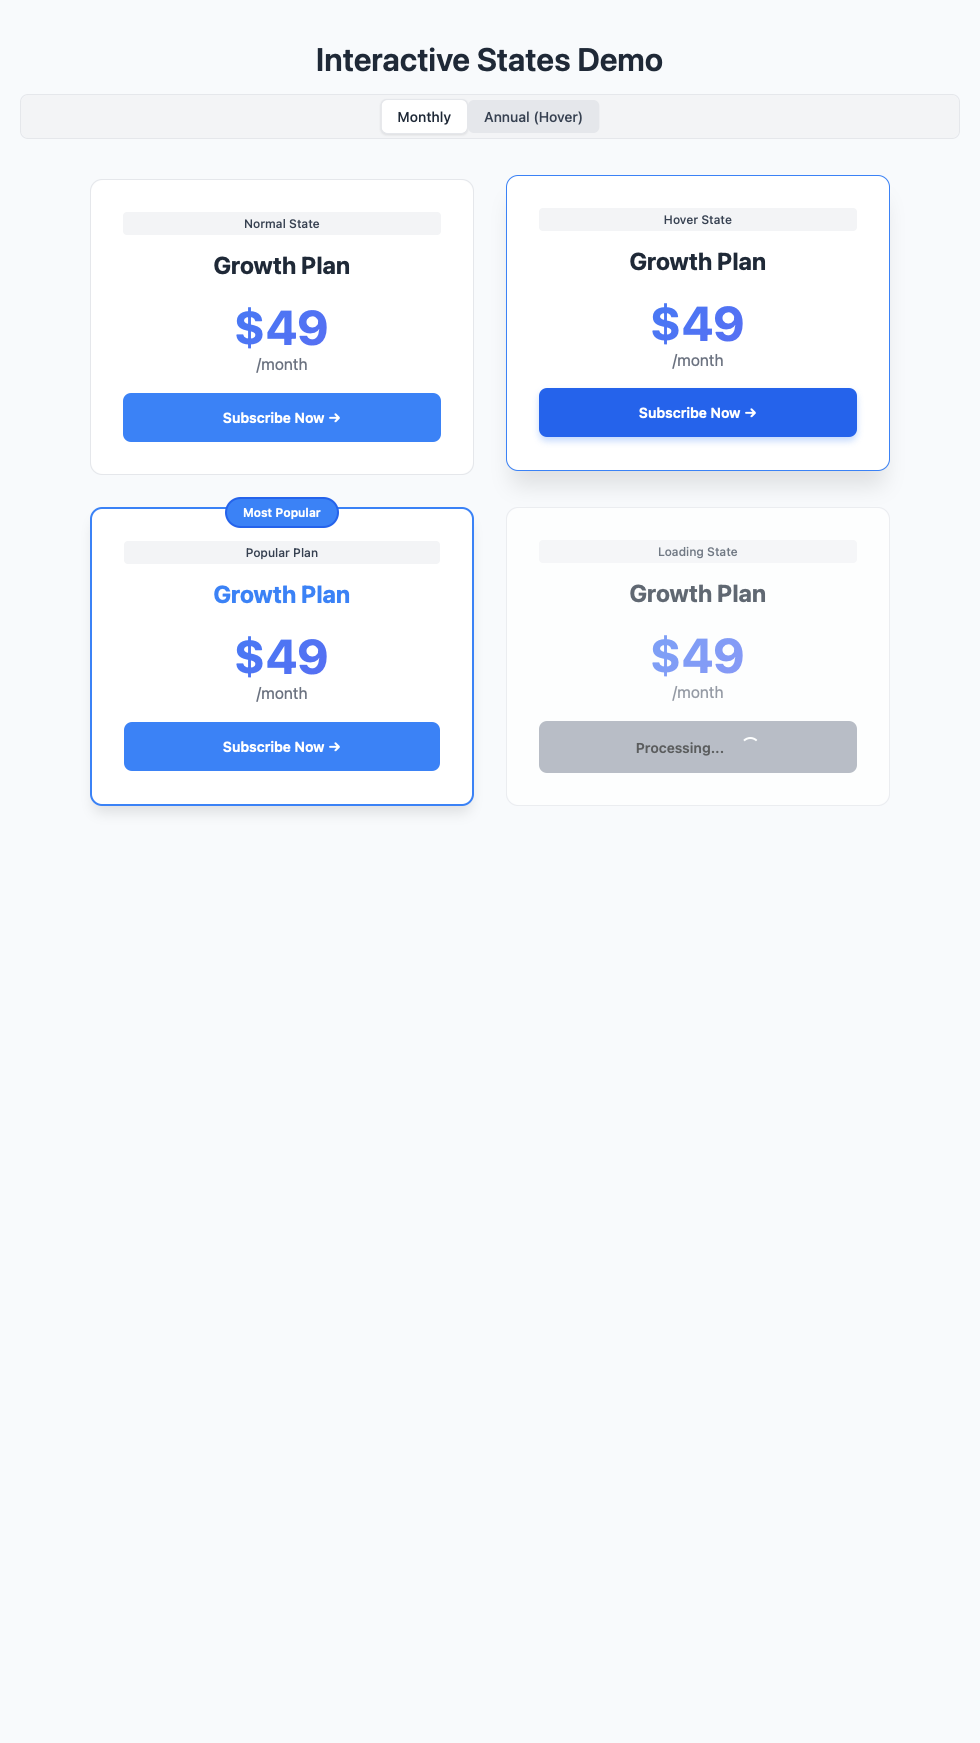 Interactive States Demo
Monthly
Annual (Hover)
Normal State
Growth Plan
$49
/month
Subscribe Now →
Hover State
Growth Plan
$49
/month
Subscribe Now →
Most Popular
Popular Plan
Growth Plan
$49
/month
Subscribe Now →
Loading State
Growth Plan
$49
/month
Processing...